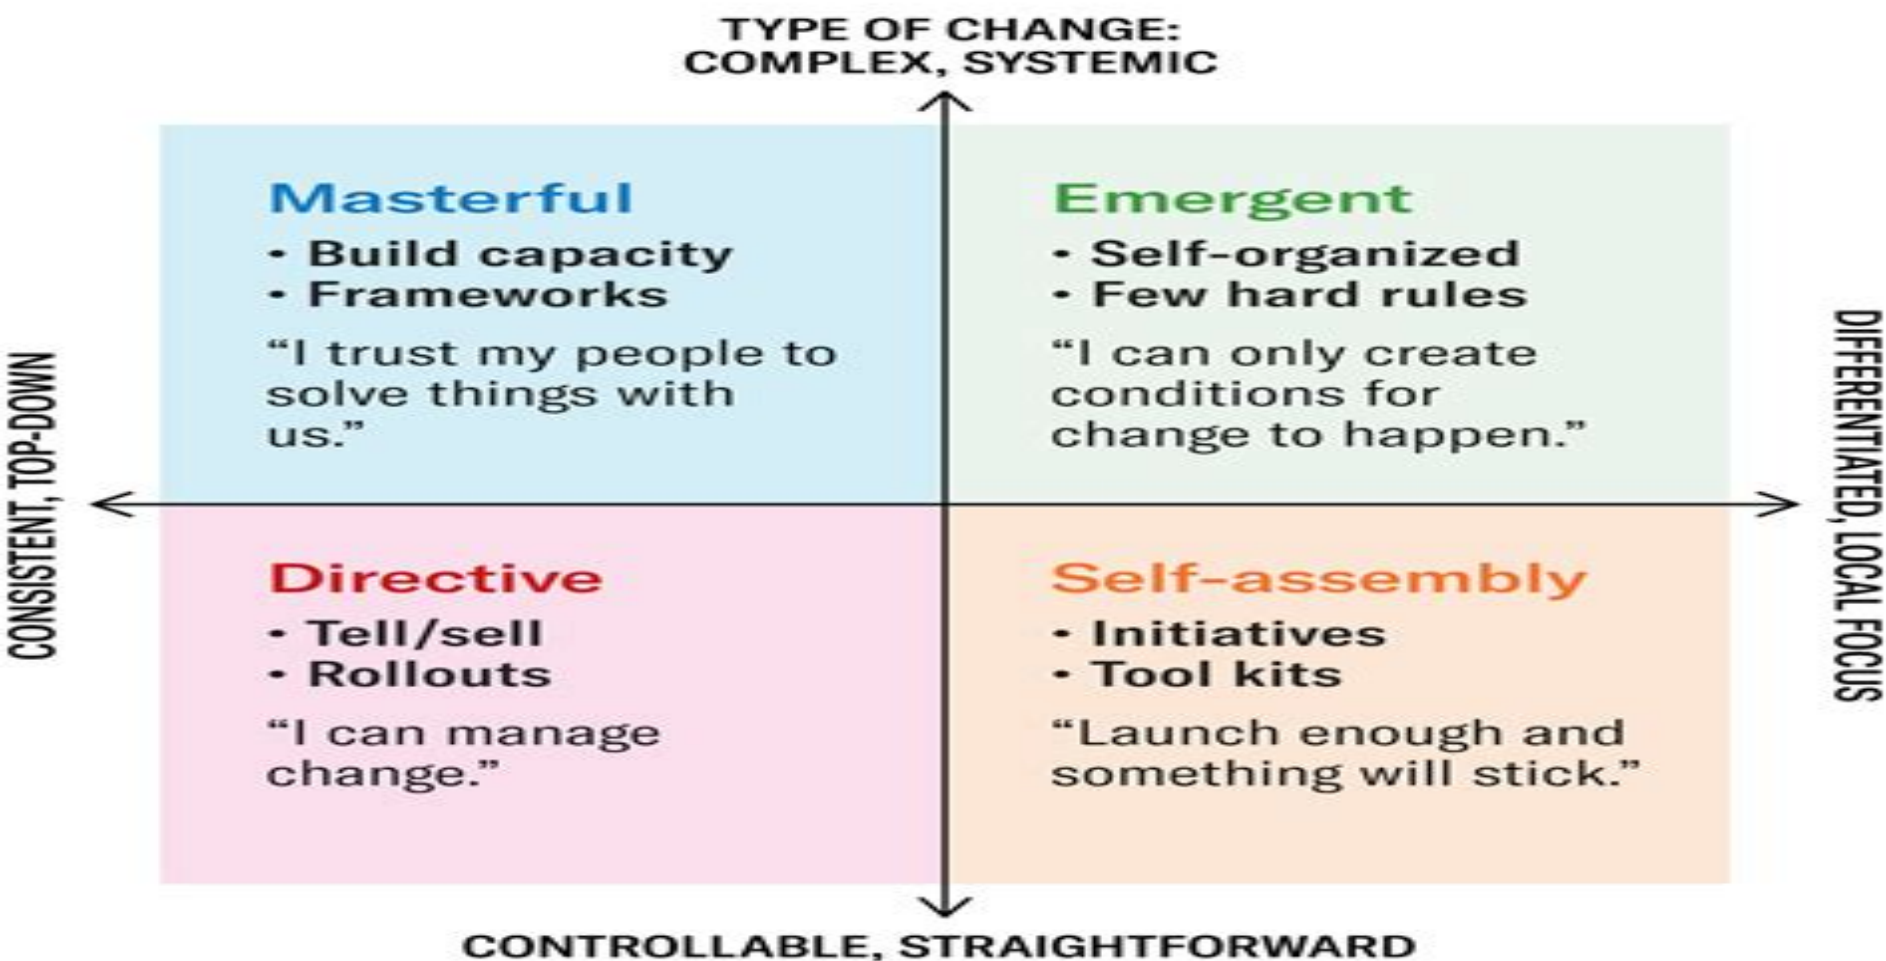 TYPE OF CHANGE:
COMPLEX, SYSTEMIC
Masterful
• Build capacity
• Frameworks
“I trust my people to
solve things with
us.”
Emergent
• Self-organized
• Few hard rules
“I can only create
conditions for
change to happen.”
CONSISTENT, TOP-DOWN
DIFFERENTIATED, LOCAL FOCUS
Directive
• Tell/sell
• Rollouts
“I can manage
change.”
Self-assembly
• Initiatives
• Tool kits
“Launch enough and
something will stick.”
CONTROLLABLE, STRAIGHTFORWARD